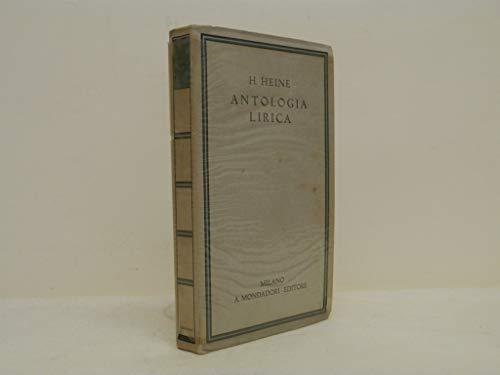 H. HEINE
ANTOLOGIA
LIRICA
MILANO
A. MONDADORI EDITORE